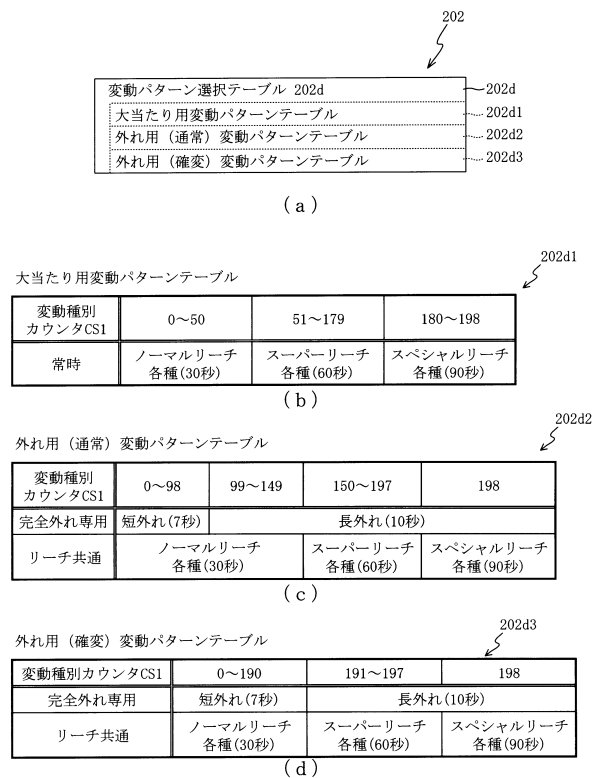 202
変動パターン選択テーブル 202d
202d
大当たり用変動パターンテーブル
202d1
外れ用（通常）変動パターンテーブル
202d2
外れ用（確変）変動パターンテーブル
202d3
(a)
202d1
大当たり用変動パターンテーブル
変動種別
カウンタCS1
0～50
51～179
180～198
常時
ノーマルリーチ
各種(30秒)
スーパーリーチ
各種(60秒)
スペシャルリーチ
各種(90秒)
(b)
202d2
外れ用（通常）変動パターンテーブル
変動種別
カウンタCS1
0～98
99～149
150～197
198
完全外れ専用
短外れ(7秒)
長外れ(10秒)
リーチ共通
ノーマルリーチ
各種(30秒)
スーパーリーチ
各種(60秒)
スペシャルリーチ
各種(90秒)
(c)
202d3
外れ用（確変）変動パターンテーブル
変動種別カウンタCS1
0～190
191～197
198
完全外れ専用
短外れ(7秒)
長外れ(10秒)
リーチ共通
ノーマルリーチ
各種(30秒)
スーパーリーチ
各種(60秒)
スペシャルリーチ
各種(90秒)
(d)